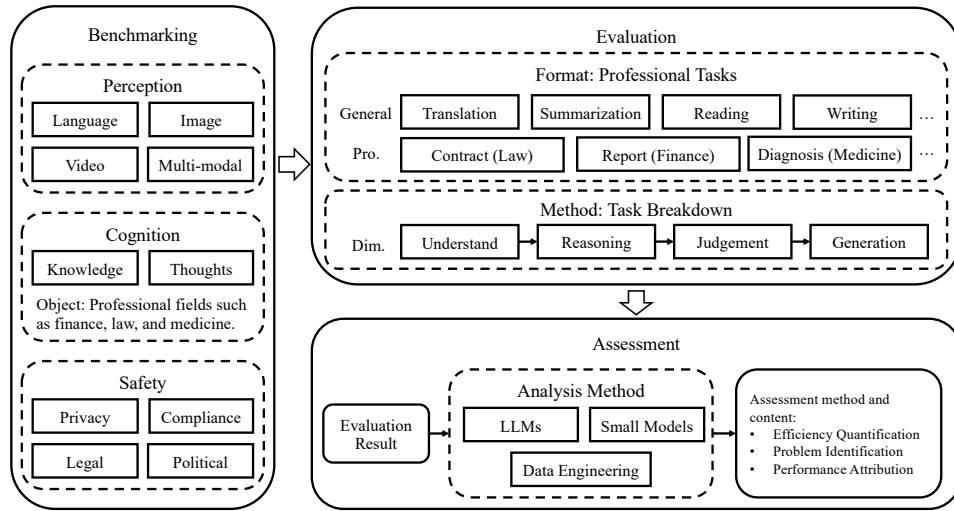 Benchmarking
Perception
Language
Image
Video
Multi-modal
Cognition
Knowledge
Thoughts
Object: Professional fields such
as finance, law, and medicine.
Safety
Privacy
Compliance
Legal
Political
Evaluation
Format: Professional Tasks
General
Translation
Summarization
Reading
Writing
...
Pro.
Contract (Law)
Report (Finance)
Diagnosis (Medicine)
...
Method: Task Breakdown
Dim.
Understand
Reasoning
Judgement
Generation
Assessment
Evaluation
Result
Analysis Method
LLMs
Small Models
Data Engineering
Assessment method and
content:
• Efficiency Quantification
• Problem Identification
• Performance Attribution